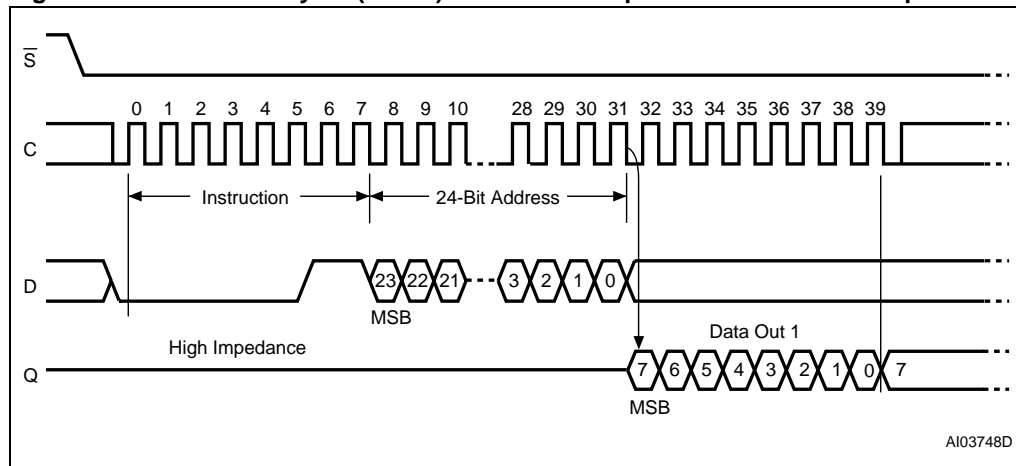 S
0 1 2 3 4 5 6 7 8 9 10 28 29 30 31 32 33 34 35 36 37 38 39
C
Instruction 24-Bit Address
D
23 22 21 3 2 1 0
MSB
High Impedance Data Out 1
Q
7 6 5 4 3 2 1 0 7
MSB
AI03748D